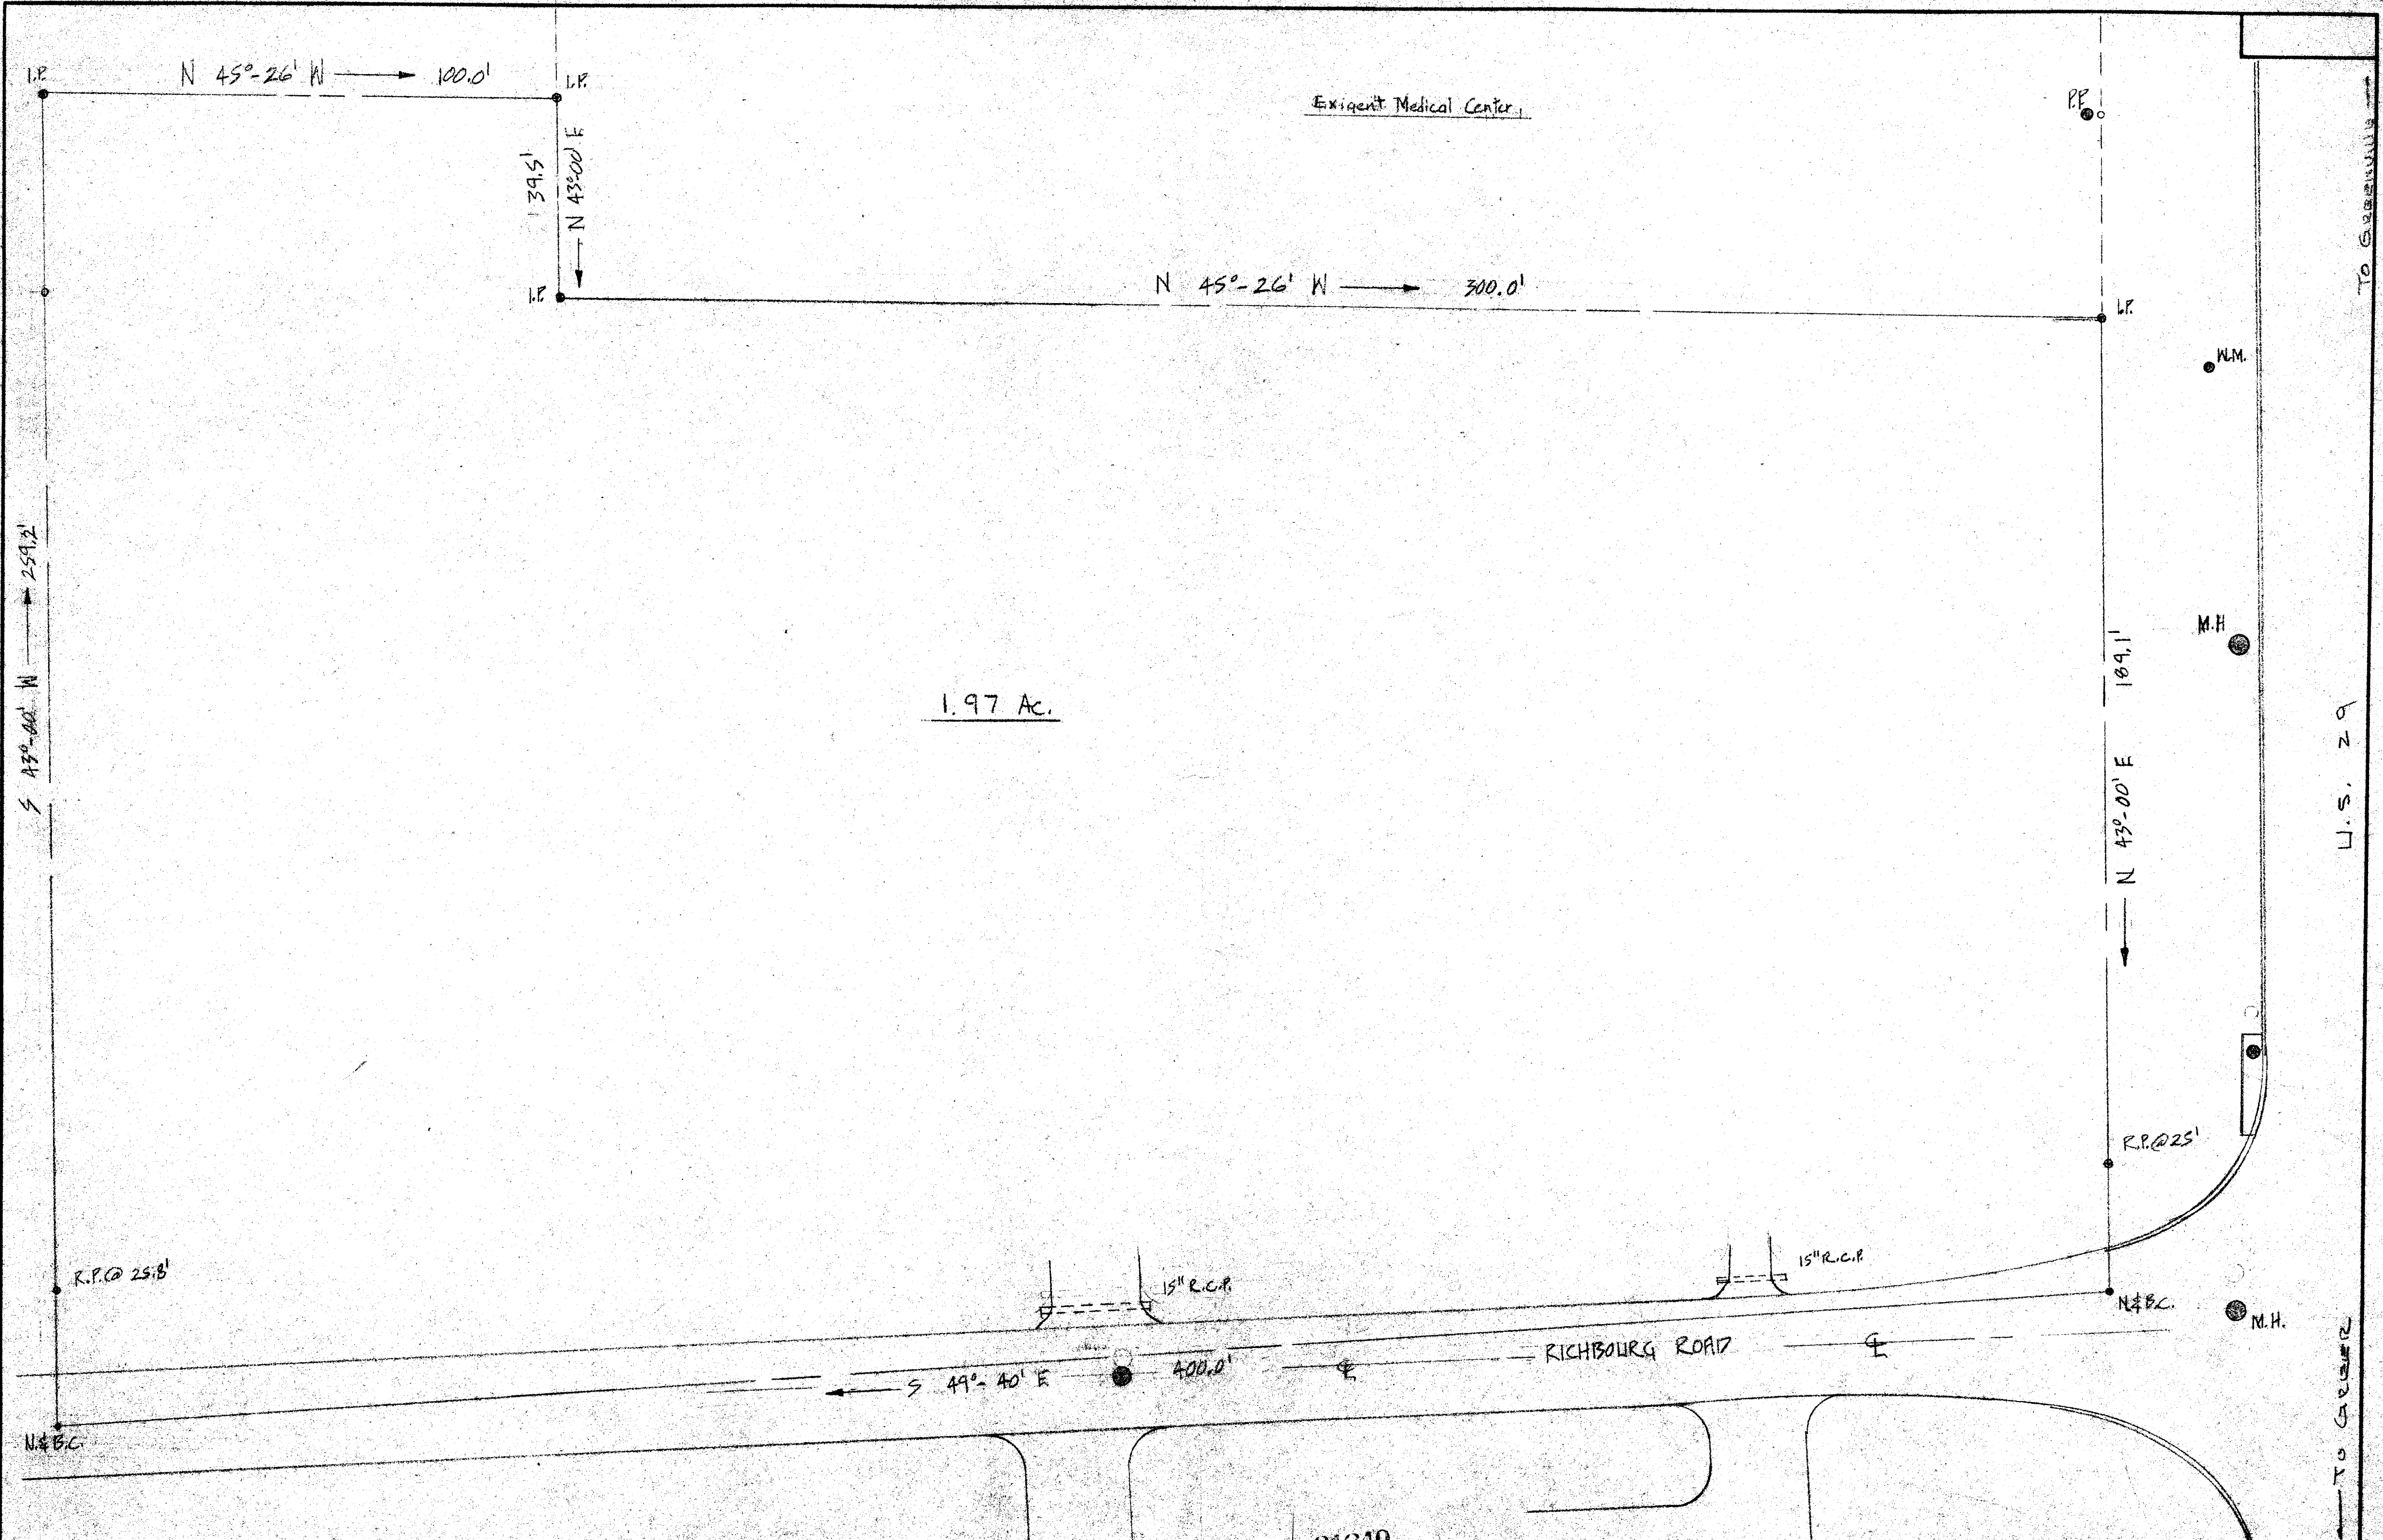 I.P.
N 45°-26' W 100.0'
I.P.
Exigent Medical Center,
P.P.
TO GREENVILLE
39.5'
N 43°-00' E
I.P.
N 45°-26' W 300.0'
I.P.
W.M.
S 43°-00' W 259.2'
M.H
189.1'
N 43°-00' E
U.S. 29
1.97 Ac.
R.P.@25'
R.P.@ 25.8'
15" R.C.P.
15" R.C.P.
N.&B.C.
M.H.
RICHBOURG ROAD ℄
S 49°-40' E 400.0' ℄
N.&B.C.
TO GREER